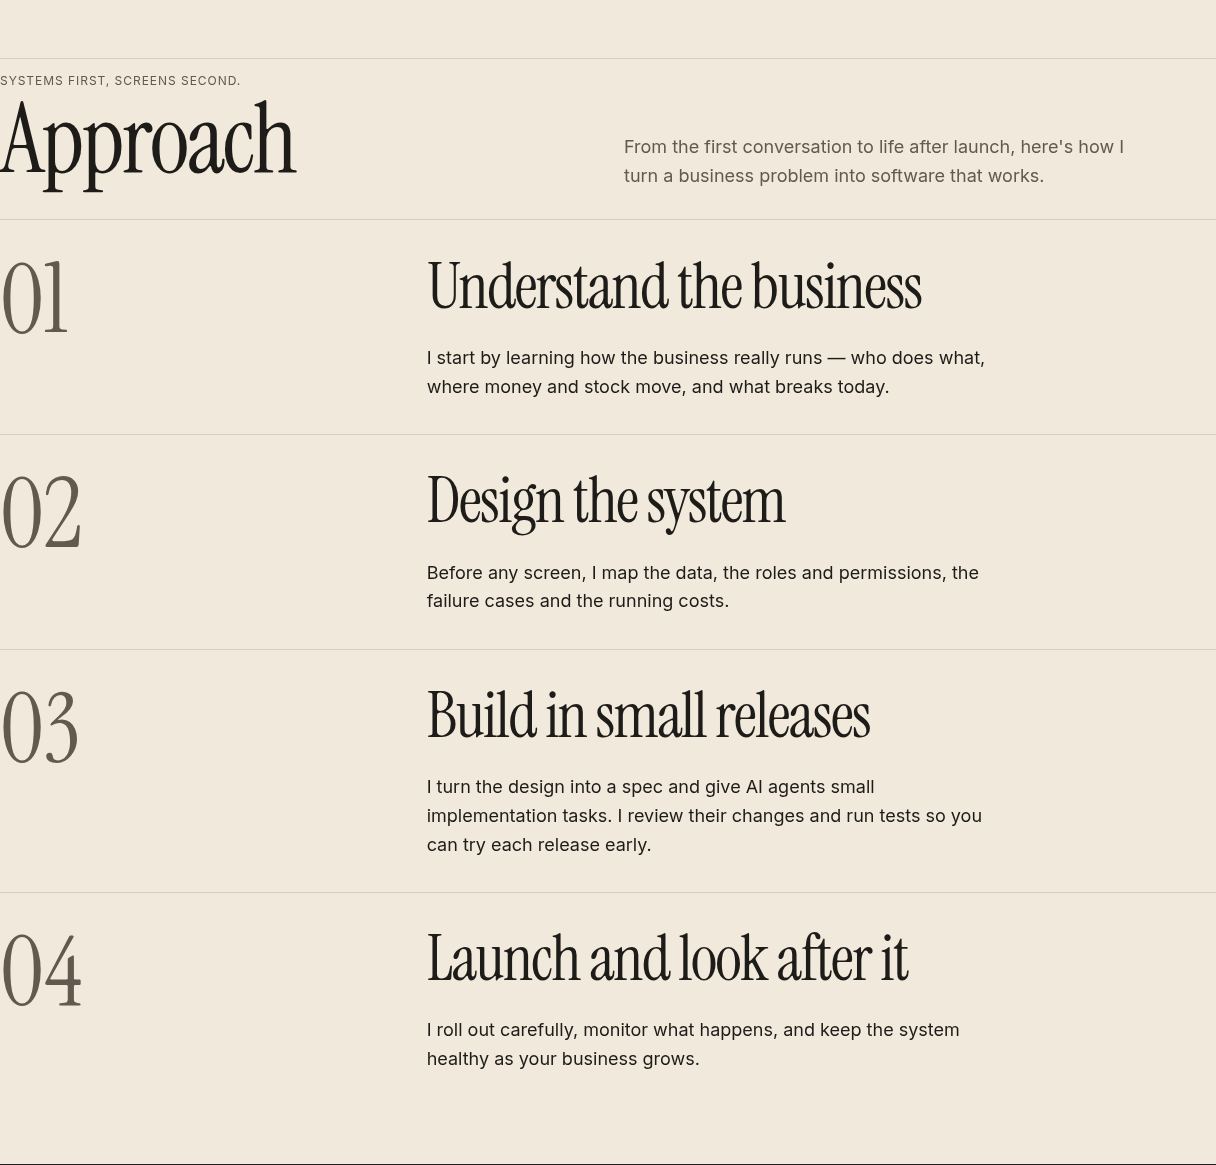 SYSTEMS FIRST, SCREENS SECOND.
Approach
From the first conversation to life after launch, here's how I
turn a business problem into software that works.
01
Understand the business
I start by learning how the business really runs — who does what,
where money and stock move, and what breaks today.
02
Design the system
Before any screen, I map the data, the roles and permissions, the
failure cases and the running costs.
03
Build in small releases
I turn the design into a spec and give AI agents small
implementation tasks. I review their changes and run tests so you
can try each release early.
04
Launch and look after it
I roll out carefully, monitor what happens, and keep the system
healthy as your business grows.